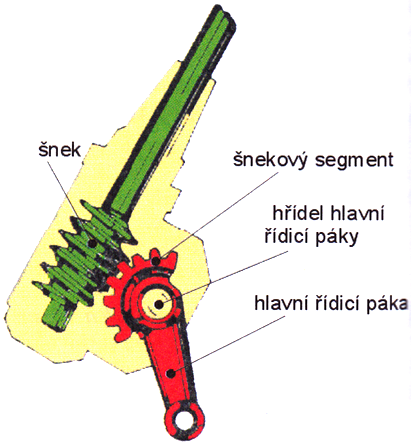 šnek
šnekový segment
hřídel hlavní
řídicí páky
hlavní řídicí páka